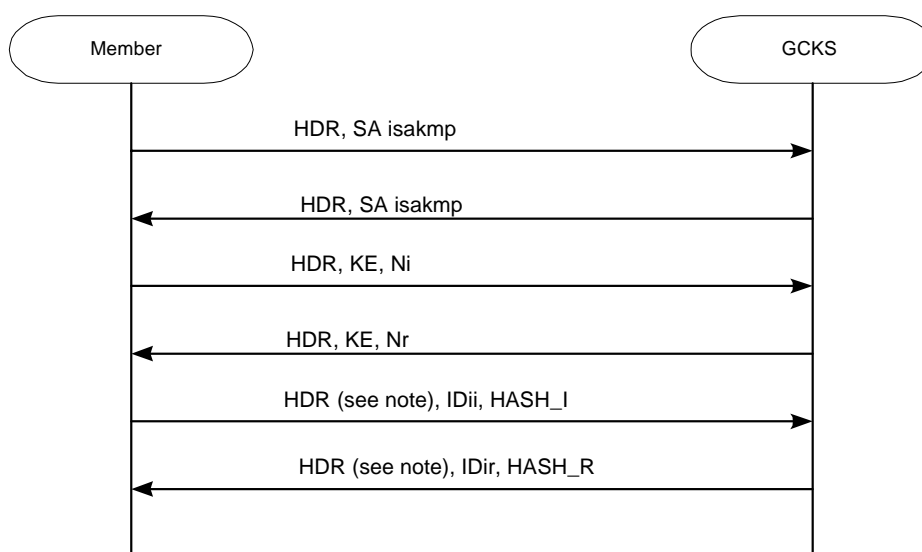 Member
GCKS
HDR, SA isakmp
HDR, SA isakmp
HDR, KE, Ni
HDR, KE, Nr
HDR (see note), IDii, HASH_I
HDR (see note), IDir, HASH_R